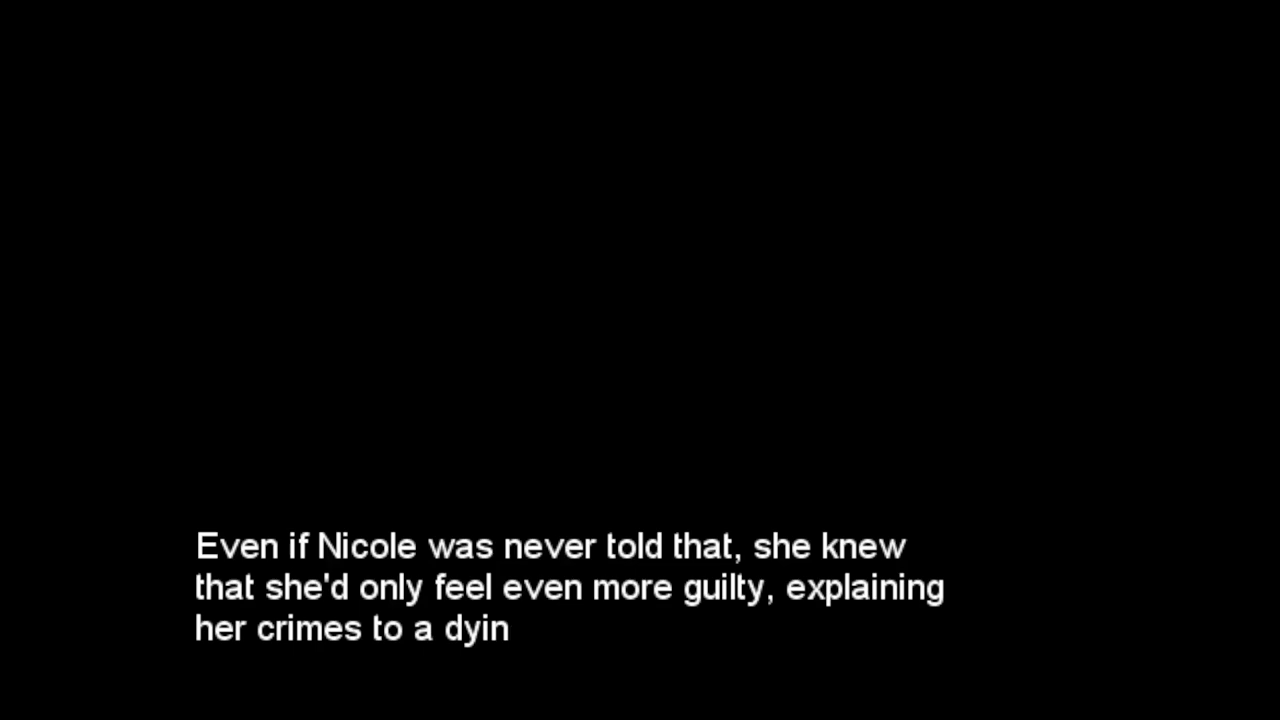 Even if Nicole was never told that, she knew
that she'd only feel even more guilty, explaining
her crimes to a dyin